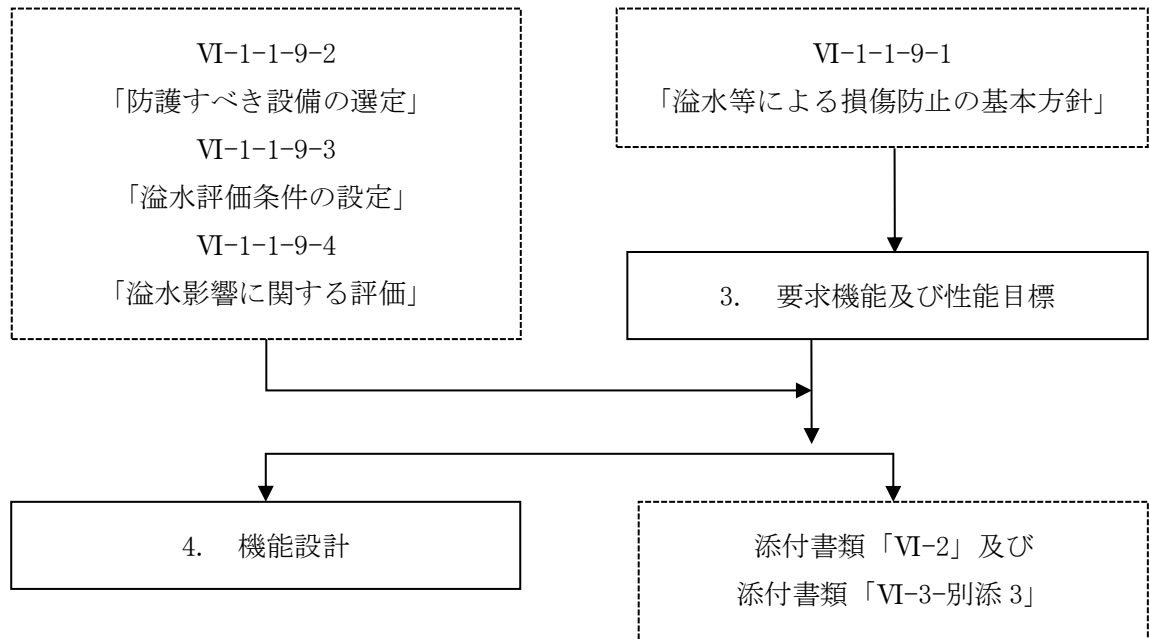 Ⅵ-1-1-9-2
「防護すべき設備の選定」
Ⅵ-1-1-9-3
「溢水評価条件の設定」
Ⅵ-1-1-9-4
「溢水影響に関する評価」
Ⅵ-1-1-9-1
「溢水等による損傷防止の基本方針」
3. 要求機能及び性能目標
4. 機能設計
添付書類「Ⅵ-2」及び
添付書類「Ⅵ-3-別添 3」